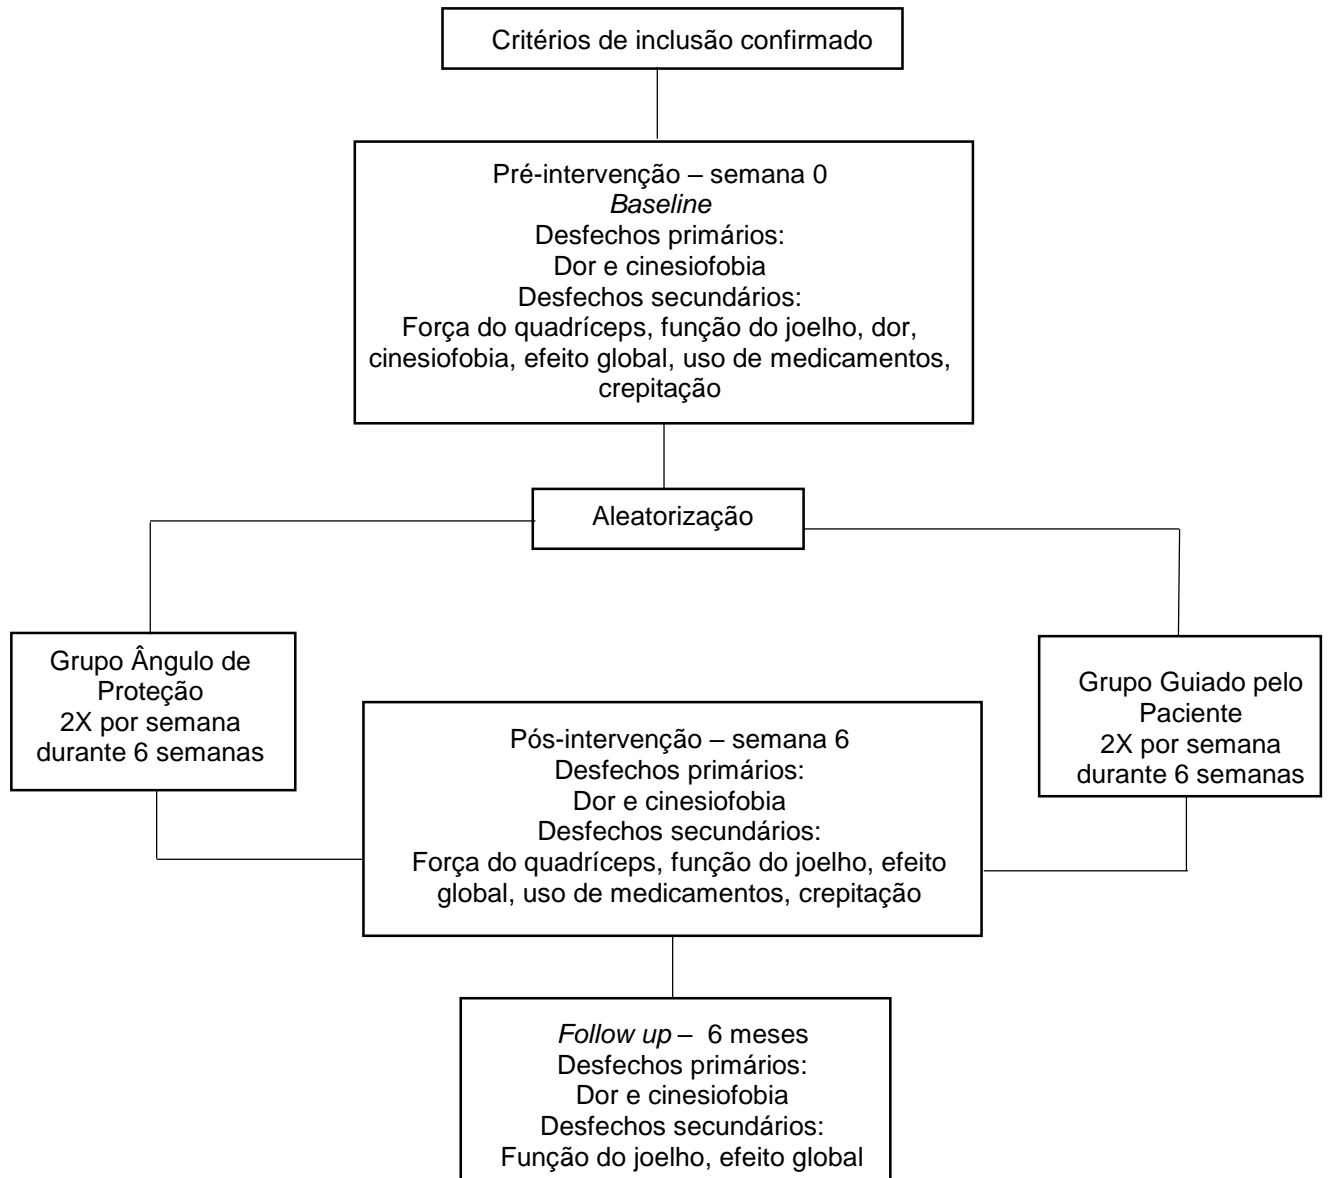 Critérios de inclusão confirmado
Pré-intervenção – semana 0
Baseline
Desfechos primários:
Dor e cinesiofobia
Desfechos secundários:
Força do quadríceps, função do joelho, dor,
cinesiofobia, efeito global, uso de medicamentos,
crepitação
Aleatorização
Grupo Ângulo de
Proteção
2X por semana
durante 6 semanas
Grupo Guiado pelo
Paciente
2X por semana
durante 6 semanas
Pós-intervenção – semana 6
Desfechos primários:
Dor e cinesiofobia
Desfechos secundários:
Força do quadríceps, função do joelho, efeito
global, uso de medicamentos, crepitação
Follow up – 6 meses
Desfechos primários:
Dor e cinesiofobia
Desfechos secundários:
Função do joelho, efeito global